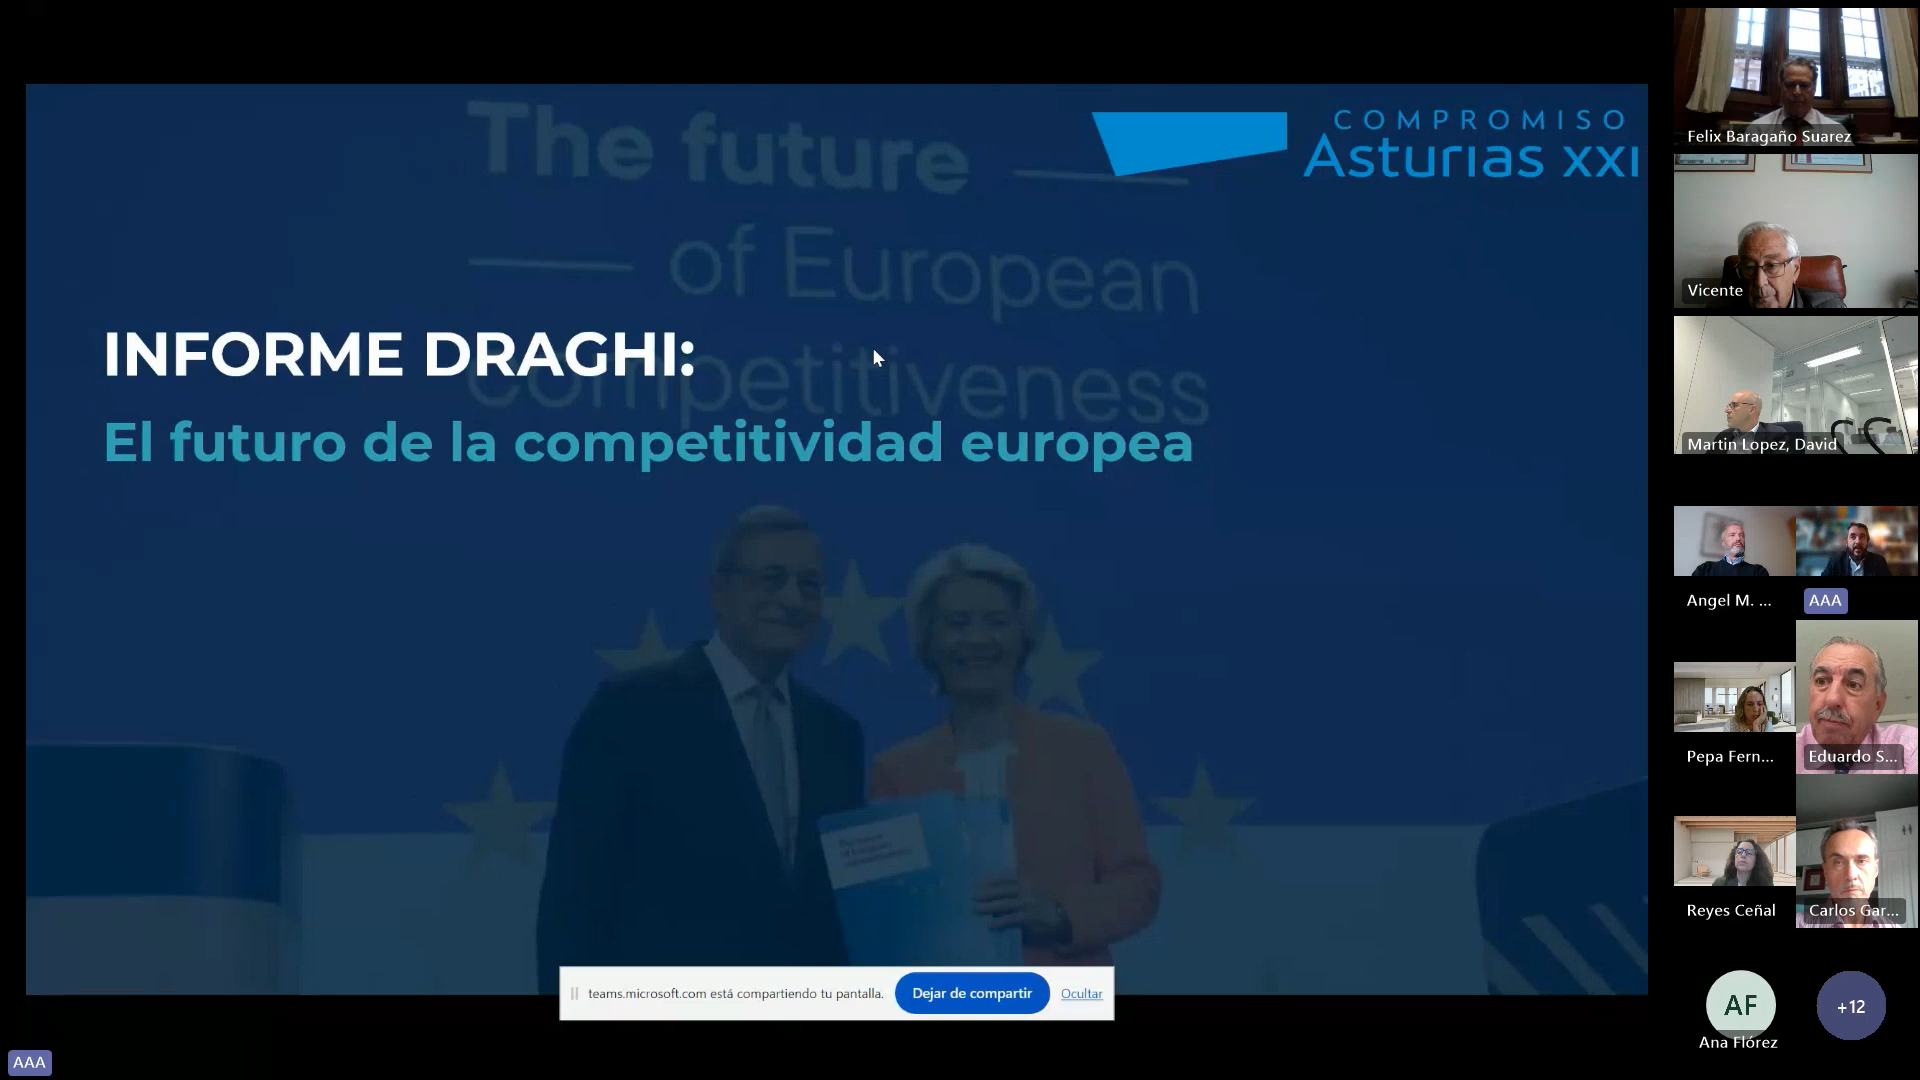 The future
of European
competitiveness
COMPROMISO
Asturias XXI
INFORME DRAGHI:
El futuro de la competitividad europea
teams.microsoft.com está compartiendo tu pantalla.
Dejar de compartir
Ocultar
AAA
Felix Baragaño Suarez
Vicente
Martin Lopez, David
Angel M. ...
AAA
Pepa Fern...
Eduardo S...
Reyes Ceñal
Carlos Gar...
AF
Ana Flórez
+12